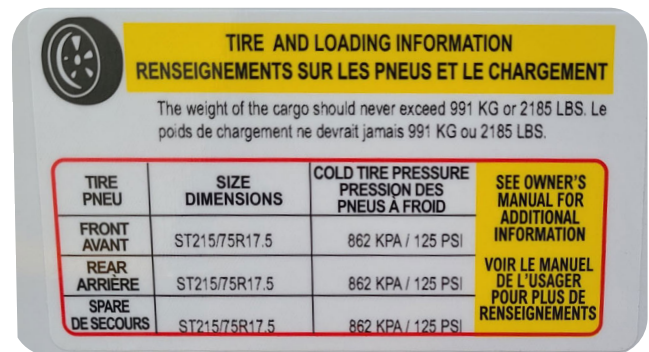 TIRE AND LOADING INFORMATION
RENSEIGNEMENTS SUR LES PNEUS ET LE CHARGEMENT
The weight of the cargo should never exceed 991 KG or 2185 LBS. Le
poids de chargement ne devrait jamais 991 KG ou 2185 LBS.
TIRE
PNEU
SIZE
DIMENSIONS
COLD TIRE PRESSURE
PRESSION DES
PNEUS À FROID
FRONT
AVANT
ST215/75R17.5
862 KPA / 125 PSI
REAR
ARRIÈRE
ST215/75R17.5
862 KPA / 125 PSI
SPARE
DE SECOURS
ST215/75R17.5
862 KPA / 125 PSI
SEE OWNER'S
MANUAL FOR
ADDITIONAL
INFORMATION
VOIR LE MANUEL
DE L'USAGER
POUR PLUS DE
RENSEIGNEMENTS